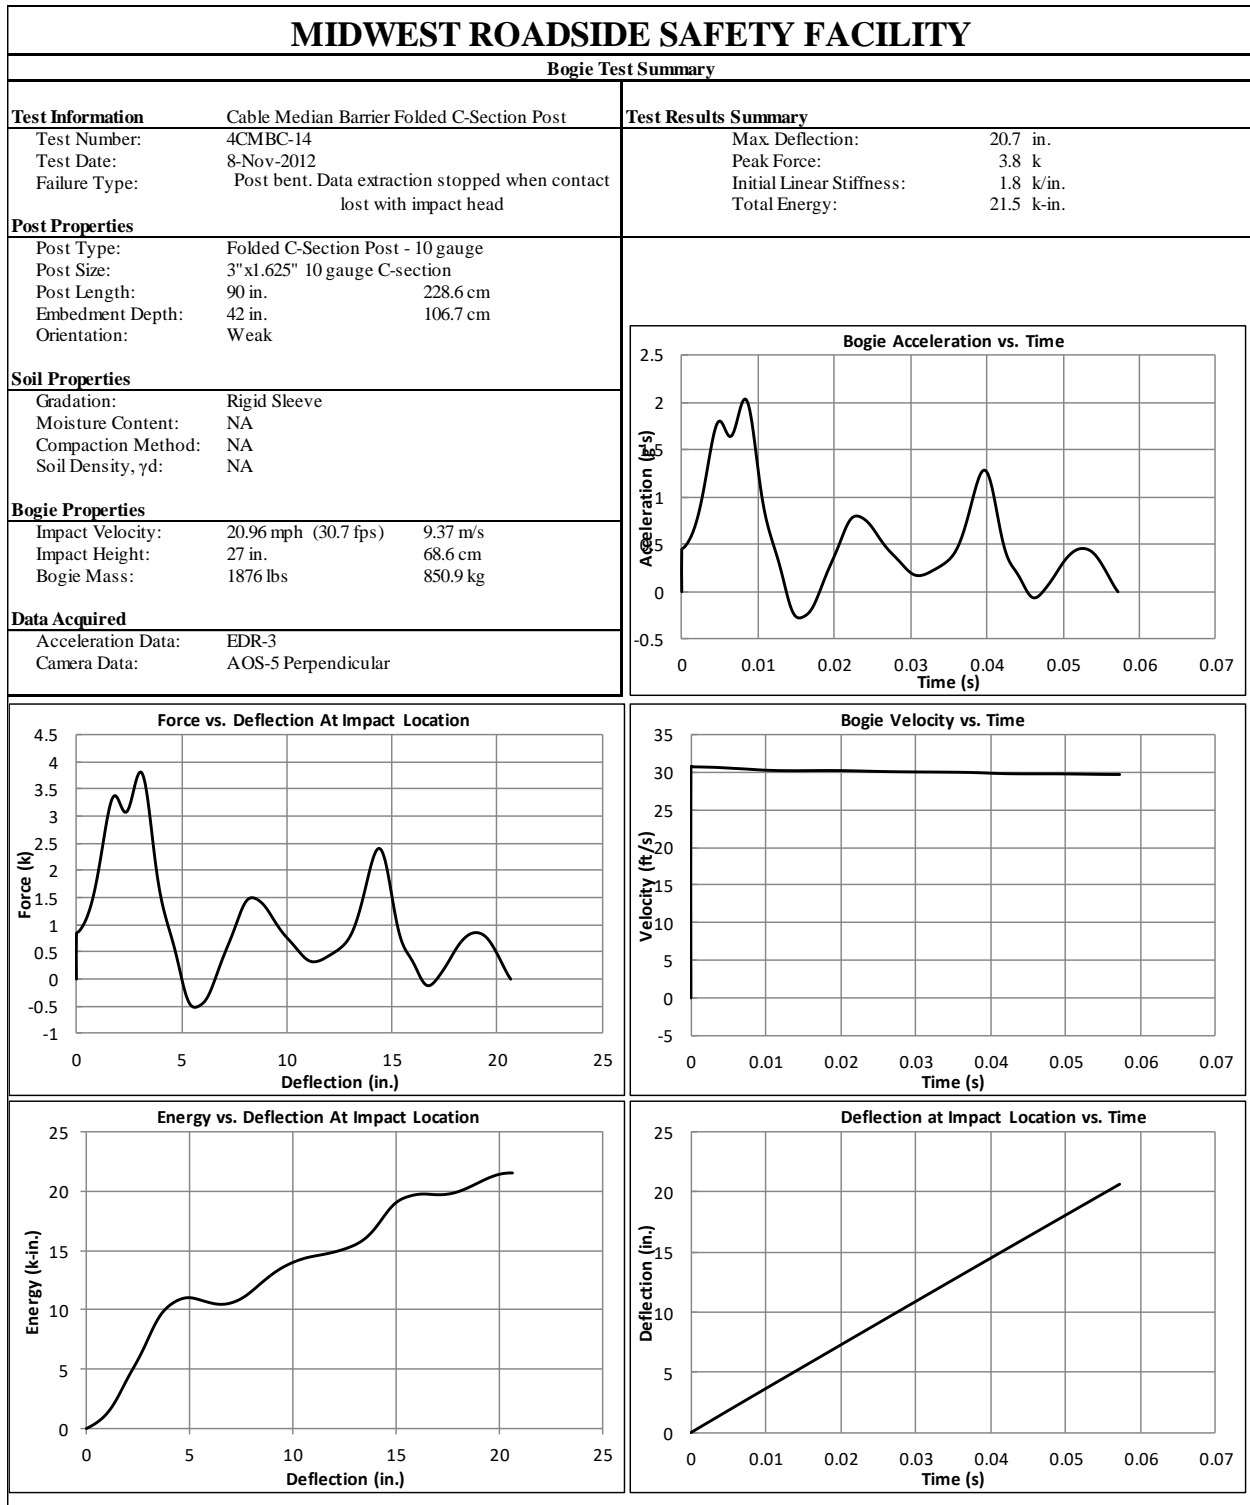 MIDWEST ROADSIDE SAFETY FACILITY
Bogie Test Summary
Test Information Cable Median Barrier Folded C-Section Post
Test Number: 4CMBC-14
Test Date: 8-Nov-2012
Failure Type: Post bent. Data extraction stopped when contact
lost with impact head
Post Properties
Post Type: Folded C-Section Post - 10 gauge
Post Size: 3"x1.625" 10 gauge C-section
Post Length: 90 in. 228.6 cm
Embedment Depth: 42 in. 106.7 cm
Orientation: Weak
Soil Properties
Gradation: Rigid Sleeve
Moisture Content: NA
Compaction Method: NA
Soil Density, γd: NA
Bogie Properties
Impact Velocity: 20.96 mph (30.7 fps) 9.37 m/s
Impact Height: 27 in. 68.6 cm
Bogie Mass: 1876 lbs 850.9 kg
Data Acquired
Acceleration Data: EDR-3
Camera Data: AOS-5 Perpendicular
Test Results Summary
Max. Deflection: 20.7 in.
Peak Force: 3.8 k
Initial Linear Stiffness: 1.8 k/in.
Total Energy: 21.5 k-in.
Bogie Acceleration vs. Time
Acceleration (g's)
2.5
2
1.5
1
0.5
0
-0.5
0 0.01 0.02 0.03 0.04 0.05 0.06 0.07
Time (s)
Force vs. Deflection At Impact Location
Force (k)
4.5
4
3.5
3
2.5
2
1.5
1
0.5
0
-0.5
-1
0 5 10 15 20 25
Deflection (in.)
Bogie Velocity vs. Time
Velocity (ft/s)
35
30
25
20
15
10
5
0
-5
0 0.01 0.02 0.03 0.04 0.05 0.06 0.07
Time (s)
Energy vs. Deflection At Impact Location
Energy (k-in.)
25
20
15
10
5
0
0 5 10 15 20 25
Deflection (in.)
Deflection at Impact Location vs. Time
Deflection (in.)
25
20
15
10
5
0
0 0.01 0.02 0.03 0.04 0.05 0.06 0.07
Time (s)